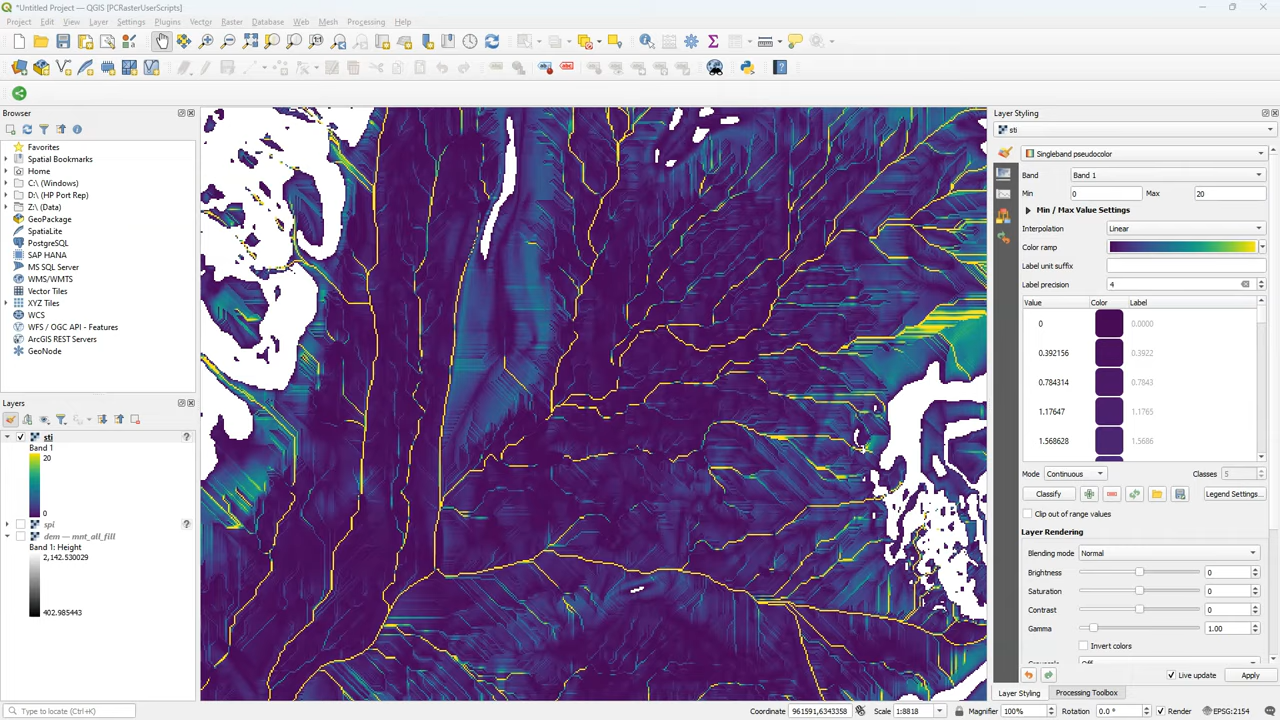 *Untitled Project — QGIS [PCRasterUserScripts]
Project Edit View Layer Settings Plugins Vector Raster Database Web Mesh Processing Help
Browser
Favorites
Spatial Bookmarks
Home
C:\ (Windows)
D:\ (HP Port Rep)
Z:\ (Data)
GeoPackage
SpatiaLite
PostgreSQL
SAP HANA
MS SQL Server
WMS/WMTS
Vector Tiles
XYZ Tiles
WCS
WFS / OGC API - Features
ArcGIS REST Servers
GeoNode
Layers
sti
Band 1
20
0
spi
dem — mnt_all_fill
Band 1: Height
2,142.530029
402.985443
Layer Styling
sti
Singleband pseudocolor
Band Band 1
Min 0 Max 20
Min / Max Value Settings
Interpolation Linear
Color ramp
Label unit suffix
Label precision 4
Value Color Label
0 0.0000
0.392156 0.3922
0.784314 0.7843
1.17647 1.1765
1.568628 1.5686
Mode Continuous Classes 5
Classify Legend Settings...
Clip out of range values
Layer Rendering
Blending mode Normal
Brightness 0
Saturation 0
Contrast 0
Gamma 1.00
Invert colors
Live update Apply
Layer Styling Processing Toolbox
Type to locate (Ctrl+K) Coordinate 961591,6343358 Scale 1:8818 Magnifier 100% Rotation 0.0 ° Render EPSG:2154